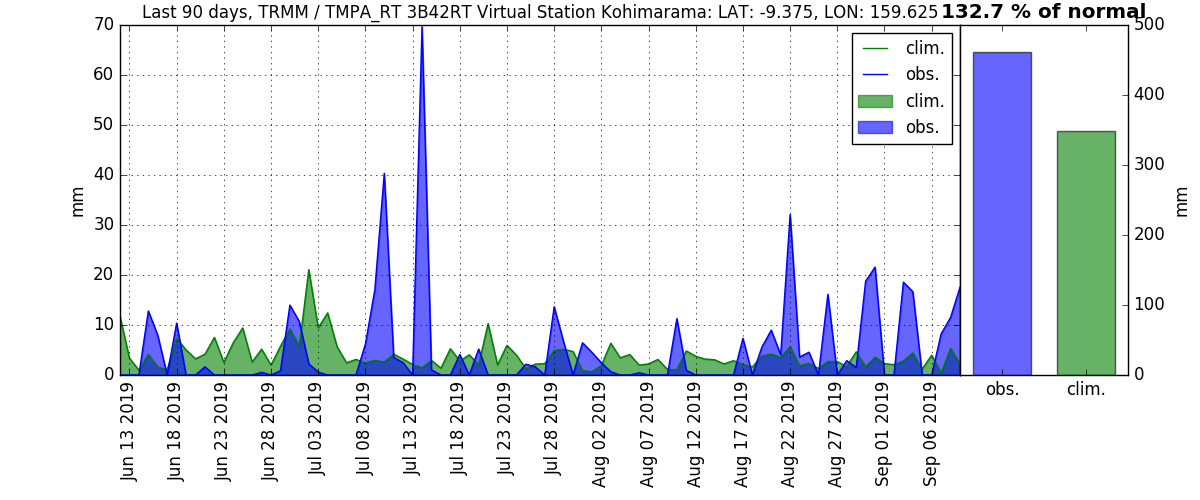 Last 90 days, TRMM / TMPA_RT 3B42RT Virtual Station Kohimarama: LAT: -9.375, LON: 159.625
132.7 % of normal
70
60
50
40
30
20
10
0
mm
clim.
obs.
clim.
obs.
Jun 13 2019
Jun 18 2019
Jun 23 2019
Jun 28 2019
Jul 03 2019
Jul 08 2019
Jul 13 2019
Jul 18 2019
Jul 23 2019
Jul 28 2019
Aug 02 2019
Aug 07 2019
Aug 12 2019
Aug 17 2019
Aug 22 2019
Aug 27 2019
Sep 01 2019
Sep 06 2019
500
400
300
200
100
0
mm
obs.
clim.